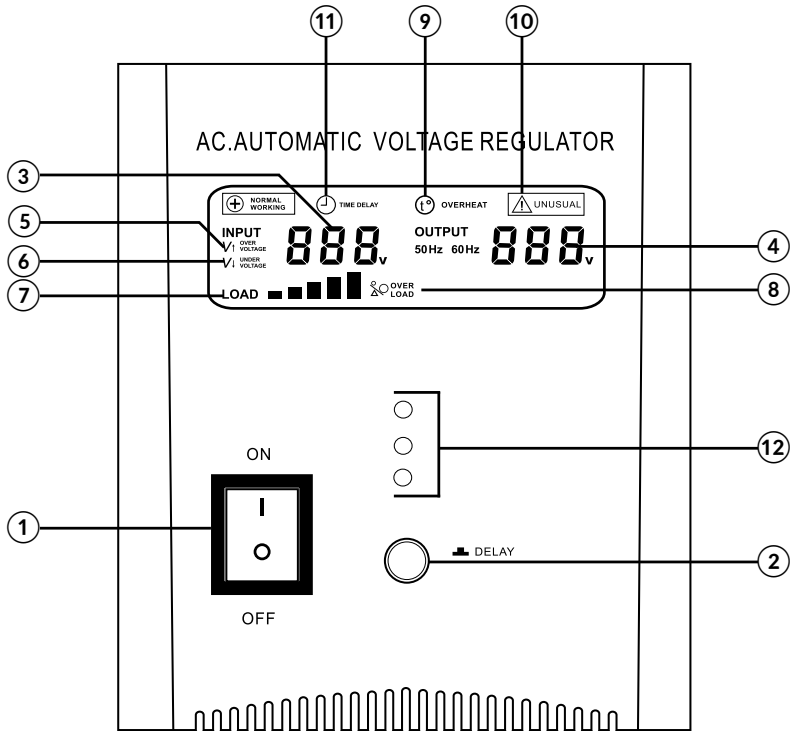 11
9
10
AC.AUTOMATIC VOLTAGE REGULATOR
3
NORMAL
WORKING
TIME DELAY
t° OVERHEAT
UNUSUAL
5
INPUT
OVER
VOLTAGE
888v
OUTPUT
50Hz 60Hz
888v
4
6
UNDER
VOLTAGE
7
LOAD
OVER
LOAD
8
12
ON
1
I
O
OFF
DELAY
2